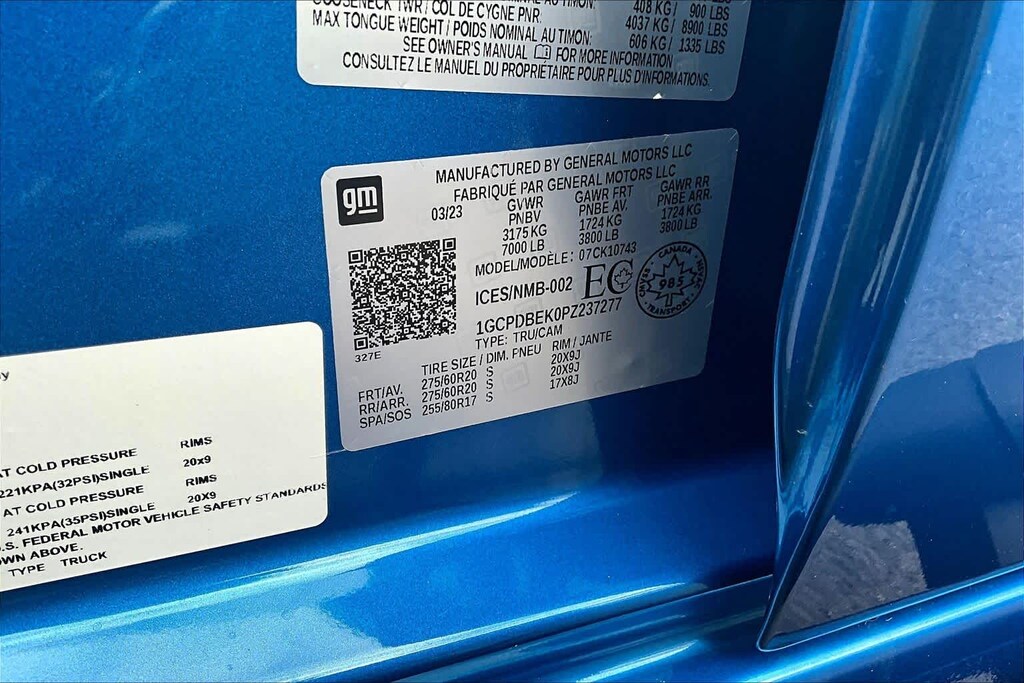 408 KG / 900 LBS
GOOSENECK TWR / COL DE CYGNE PNR 4037 KG / 8900 LBS
MAX TONGUE WEIGHT / POIDS NOMINAL AU TIMON: 606 KG / 1335 LBS
SEE OWNER'S MANUAL FOR MORE INFORMATION
CONSULTEZ LE MANUEL DU PROPRIÉTAIRE POUR PLUS D'INFORMATIONS.
gm
MANUFACTURED BY GENERAL MOTORS LLC
FABRIQUÉ PAR GENERAL MOTORS LLC
03/23 GVWR GAWR FRT GAWR RR
PNBV PNBE AV. PNBE ARR.
3175 KG 1724 KG 1724 KG
7000 LB 3800 LB 3800 LB
MODEL/MODÈLE: 07CK10743
ICES/NMB-002 EC
CANADA
985
TRANSPORT
1GCPDBEK0PZ237277
TYPE: TRU/CAM
327E
TIRE SIZE / DIM. PNEU RIM / JANTE
FRT/AV. 275/60R20 S 20X9J
RR/ARR. 275/60R20 S 20X9J
SPA/SOS 255/80R17 S 17X8J
AT COLD PRESSURE RIMS
221KPA(32PSI)SINGLE 20x9
AT COLD PRESSURE RIMS
241KPA(35PSI)SINGLE 20X9
U.S. FEDERAL MOTOR VEHICLE SAFETY STANDARDS
OWN ABOVE.
TYPE TRUCK